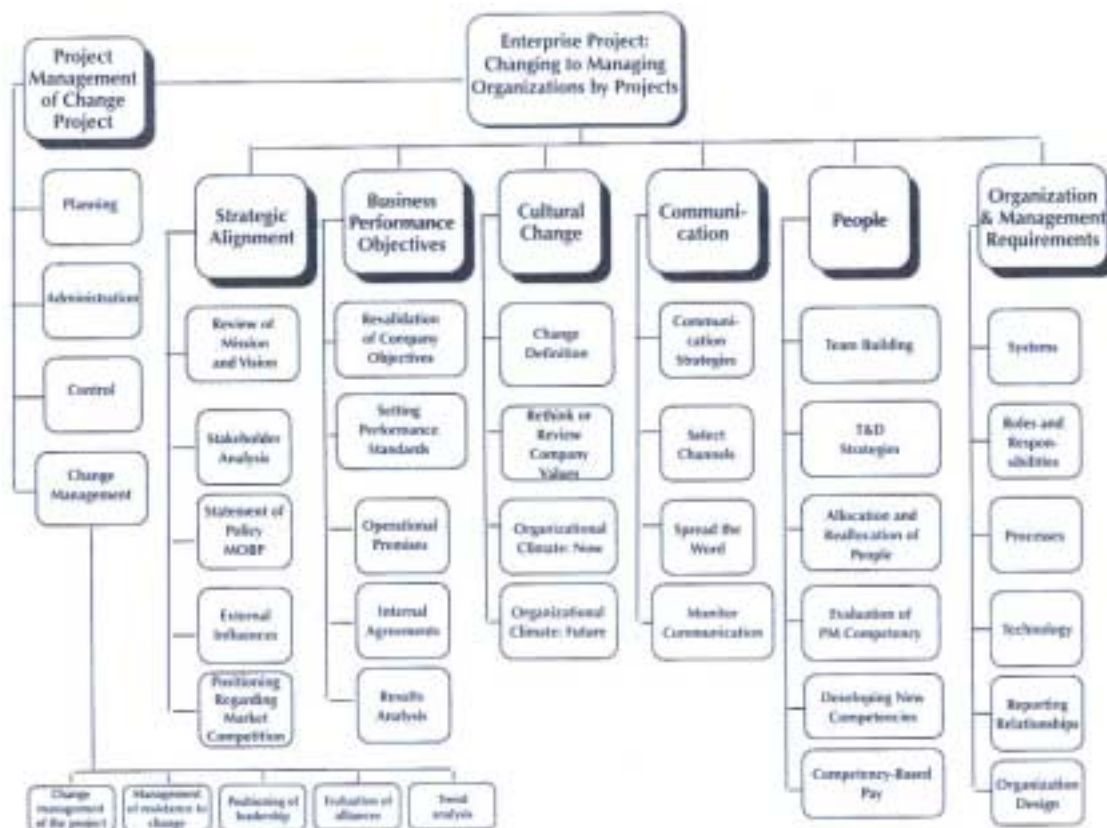 Enterprise Project:
Changing to Managing
Organizations by Projects
Project
Management
of Change
Project
Planning
Administration
Control
Change
Management
Change
management
of the project
Management
of resistance to
change
Positioning of
leadership
Evaluation of
alliances
Trend
analysis
Strategic
Alignment
Review of
Mission
and Vision
Stakeholder
Analysis
Statement of
Policy
MOBP
External
Influences
Positioning
Regarding
Market
Competition
Business
Performance
Objectives
Revalidation
of Company
Objectives
Setting
Performance
Standards
Operational
Premises
Internal
Agreements
Results
Analysis
Cultural
Change
Change
Definition
Rethink or
Review
Company
Values
Organizational
Climate: Now
Organizational
Climate: Future
Communi-
cation
Communi-
cation
Strategies
Select
Channels
Spread the
Word
Monitor
Communication
People
Team Building
T&D
Strategies
Allocation and
Reallocation of
People
Evaluation of
PM Competency
Developing New
Competencies
Competency-Based
Pay
Organization
& Management
Requirements
Systems
Roles and
Respon-
sibilities
Processes
Technology
Reporting
Relationships
Organization
Design